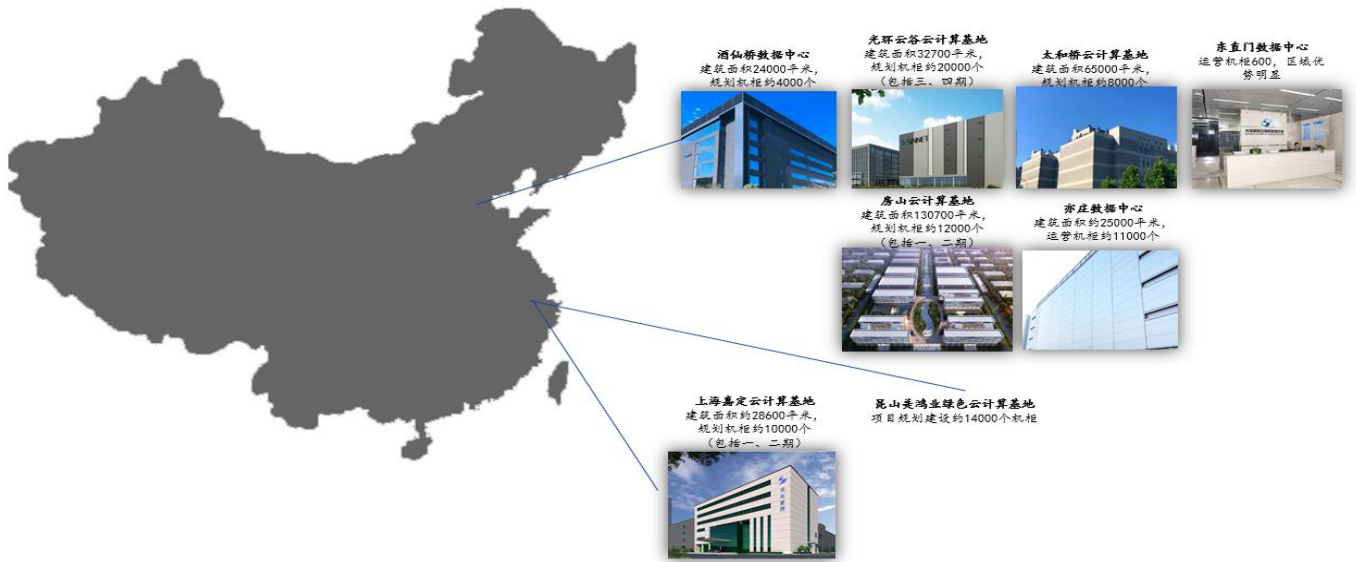 酒仙桥数据中心
建筑面积24000平米，
规划机柜约4000个
光环云谷云计算基地
建筑面积32700平米，
规划机柜约20000个
（包括三、四期）
太和桥云计算基地
建筑面积65000平米，
规划机柜约8000个
东直门数据中心
运营机柜600，区域优
势明显
SINNET
房山云计算基地
建筑面积130700平米，
规划机柜约12000个
（包括一、二期）
亦庄数据中心
建筑面积约25000平米，
运营机柜约11000个
上海嘉定云计算基地
建筑面积约28600平米，
规划机柜约10000个
（包括一、二期）
光环新网
昆山美鸿业绿色云计算基地
项目规划建设约14000个机柜